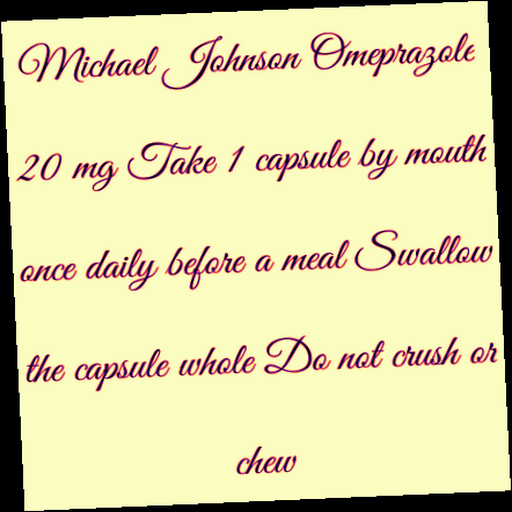 Michael Johnson Omeprazole
20 mg Take 1 capsule by mouth
once daily before a meal Swallow
the capsule whole Do not crush or
chew